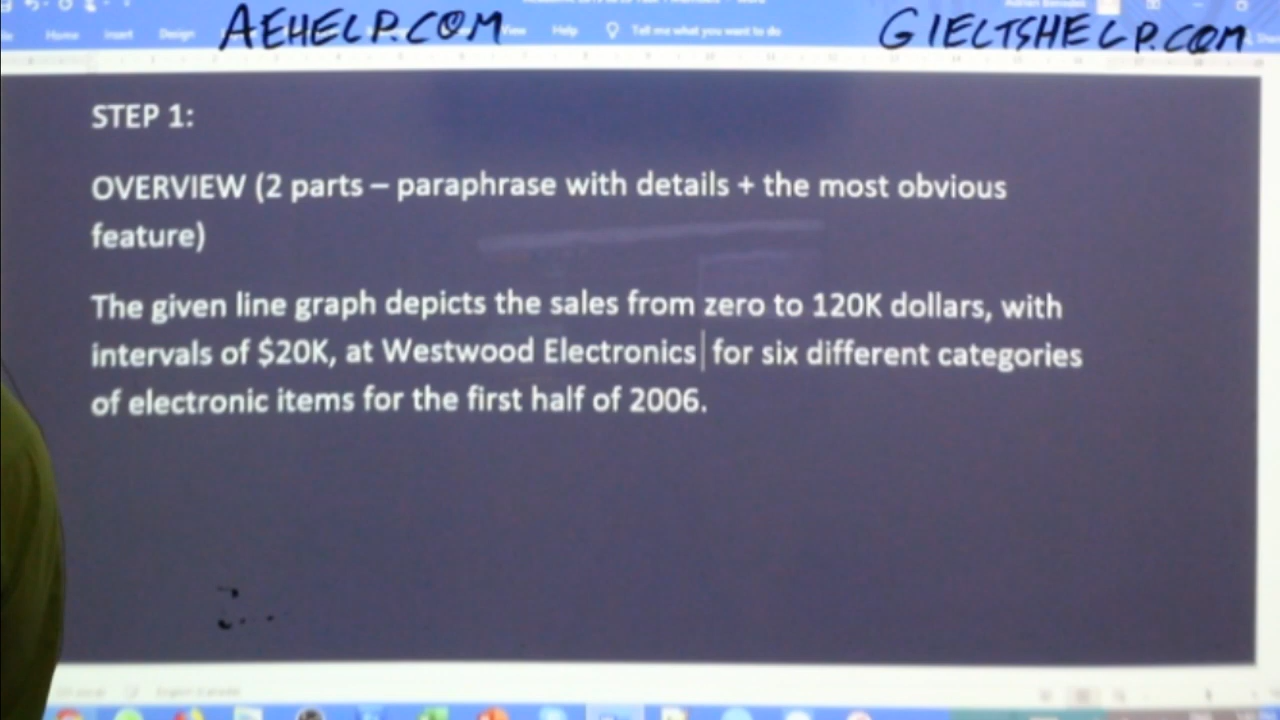 AEHELP.COM
GIELTSHELP.COM
Home Insert Design View Help Tell me what you want to do
STEP 1:
OVERVIEW (2 parts – paraphrase with details + the most obvious
feature)
The given line graph depicts the sales from zero to 120K dollars, with
intervals of $20K, at Westwood Electronics for six different categories
of electronic items for the first half of 2006.